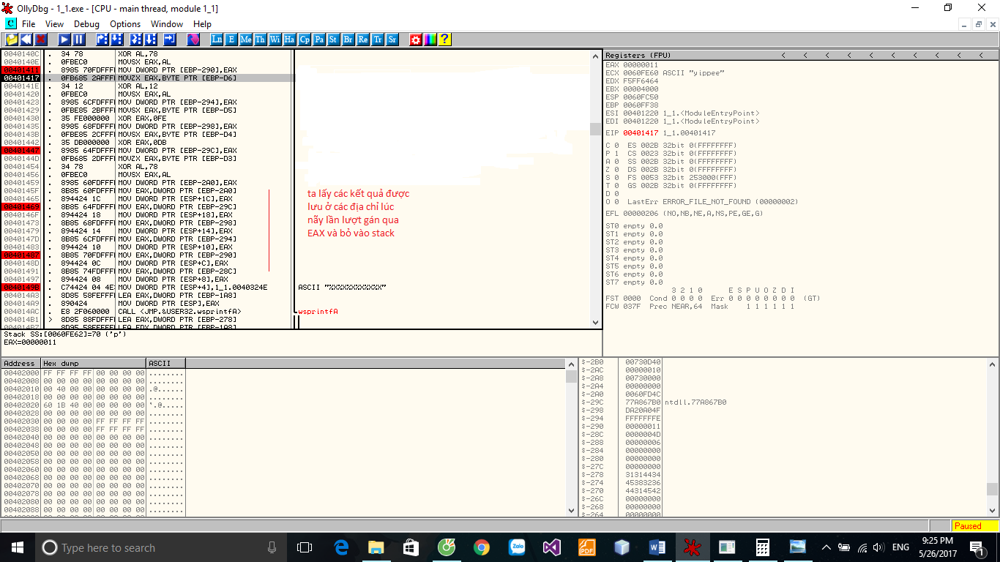 OllyDbg - 1_1.exe - [CPU - main thread, module 1_1]
C File View Debug Options Window Help
Ln E Me Th Wi Ha Cp Pa St Br Re Tr Sr ?
0040140C . 34 78 XOR AL,78
0040140E . 0FBEC0 MOVSX EAX,AL
00401411 . 8985 70FDFFFF MOV DWORD PTR [EBP-290],EAX
00401417 . 0FB685 2AFFFF MOVZX EAX,BYTE PTR [EBP-D6]
0040141E . 34 12 XOR AL,12
00401420 . 0FBEC0 MOVSX EAX,AL
00401423 . 8985 6CFDFFFF MOV DWORD PTR [EBP-294],EAX
00401429 . 0FBE85 2BFFFF MOVSX EAX,BYTE PTR [EBP-D5]
00401430 . 35 FE000000 XOR EAX,0FE
00401435 . 8985 68FDFFFF MOV DWORD PTR [EBP-298],EAX
0040143B . 0FBE85 2CFFFF MOVSX EAX,BYTE PTR [EBP-D4]
00401442 . 35 DB000000 XOR EAX,0DB
00401447 . 8985 64FDFFFF MOV DWORD PTR [EBP-29C],EAX
0040144D . 0FB685 2DFFFF MOVZX EAX,BYTE PTR [EBP-D3]
00401454 . 34 78 XOR AL,78
00401456 . 0FBEC0 MOVSX EAX,AL
00401459 . 8985 60FDFFFF MOV DWORD PTR [EBP-2A0],EAX
0040145F . 8B85 60FDFFFF MOV EAX,DWORD PTR [EBP-2A0]
00401465 . 894424 1C MOV DWORD PTR [ESP+1C],EAX
00401469 . 8B85 64FDFFFF MOV EAX,DWORD PTR [EBP-29C]
0040146F . 894424 18 MOV DWORD PTR [ESP+18],EAX
00401473 . 8B85 68FDFFFF MOV EAX,DWORD PTR [EBP-298]
00401479 . 894424 14 MOV DWORD PTR [ESP+14],EAX
0040147D . 8B85 6CFDFFFF MOV EAX,DWORD PTR [EBP-294]
00401483 . 894424 10 MOV DWORD PTR [ESP+10],EAX
00401487 . 8B85 70FDFFFF MOV EAX,DWORD PTR [EBP-290]
0040148D . 894424 0C MOV DWORD PTR [ESP+C],EAX
00401491 . 8B85 74FDFFFF MOV EAX,DWORD PTR [EBP-28C]
00401497 . 894424 08 MOV DWORD PTR [ESP+8],EAX
0040149B . C74424 04 4E3 MOV DWORD PTR [ESP+4],1_1.0040324E ASCII "%X%X%X%X%X%X"
004014A3 . 8D85 58FEFFFF LEA EAX,DWORD PTR [EBP-1A8]
004014A9 . 890424 MOV DWORD PTR [ESP],EAX
004014AC . E8 2F060000 CALL <JMP.&USER32.wsprintfA> wsprintfA
004014B1 > 8D85 88FDFFFF LEA EAX,DWORD PTR [EBP-278]
ta lấy các kết quả được
lưu ở các địa chỉ lúc
nãy lần lượt gán qua
EAX và bỏ vào stack
Stack SS:[0060FE62]=70 ('p')
EAX=00000011
Registers (FPU) < < < < < < < < < <
EAX 00000011
ECX 0060FE60 ASCII "yippee"
EDX F5FF6464
EBX 00004000
ESP 0060FC50
EBP 0060FF38
ESI 00401220 1_1.<ModuleEntryPoint>
EDI 00401220 1_1.<ModuleEntryPoint>
EIP 00401417 1_1.00401417
C 0 ES 002B 32bit 0(FFFFFFFF)
P 1 CS 0023 32bit 0(FFFFFFFF)
A 0 SS 002B 32bit 0(FFFFFFFF)
Z 0 DS 002B 32bit 0(FFFFFFFF)
S 0 FS 0053 32bit 253000(FFF)
T 0 GS 002B 32bit 0(FFFFFFFF)
D 0
O 0 LastErr ERROR_FILE_NOT_FOUND (00000002)
EFL 00000206 (NO,NB,NE,A,NS,PE,GE,G)
ST0 empty 0.0
ST1 empty 0.0
ST2 empty 0.0
ST3 empty 0.0
ST4 empty 0.0
ST5 empty 0.0
ST6 empty 0.0
ST7 empty 0.0
3 2 1 0 E S P U O Z D I
FST 0000 Cond 0 0 0 0 Err 0 0 0 0 0 0 0 0 (GT)
FCW 037F Prec NEAR,64 Mask 1 1 1 1 1 1
Address Hex dump ASCII
00402000 FF FF FF FF 00 00 00 00 ........
00402008 00 00 00 00 00 00 00 00 ........
00402010 00 40 00 00 00 00 00 00 .@......
00402018 00 00 00 00 00 00 00 00 ........
00402020 60 1B 40 00 00 00 00 00 `.@.....
00402028 00 00 00 00 00 00 00 00 ........
00402030 00 00 00 00 FF FF FF FF ........
00402038 00 00 00 00 FF FF FF FF ........
00402040 00 00 00 00 00 00 00 00 ........
00402048 00 00 00 00 00 00 00 00 ........
00402050 00 00 00 00 00 00 00 00 ........
00402058 00 00 00 00 00 00 00 00 ........
00402060 00 00 00 00 00 00 00 00 ........
00402068 00 00 00 00 00 00 00 00 ........
00402070 00 00 00 00 00 00 00 00 ........
00402078 00 00 00 00 00 00 00 00 ........
00402080 00 00 00 00 00 00 00 00 ........
00402088 00 00 00 00 00 00 00 00 ........
$-2B0 00730D40
$-2AC 00000010
$-2A8 00730000
$-2A4 00000000
$-2A0 0060FD4C
$-29C 77A867B0 ntdll.77A867B0
$-298 DA20A04F
$-294 FFFFFFFE
$-290 00000011
$-28C 0000004D
$-288 00000006
$-284 00000000
$-280 00000000
$-27C 00000000
$-278 31314434
$-274 45383236
$-270 44314542
$-26C 00000000
$-268 00000000
$-264 00000000
Paused
Type here to search
Zalo PDF ENG
9:25 PM
5/26/2017
1